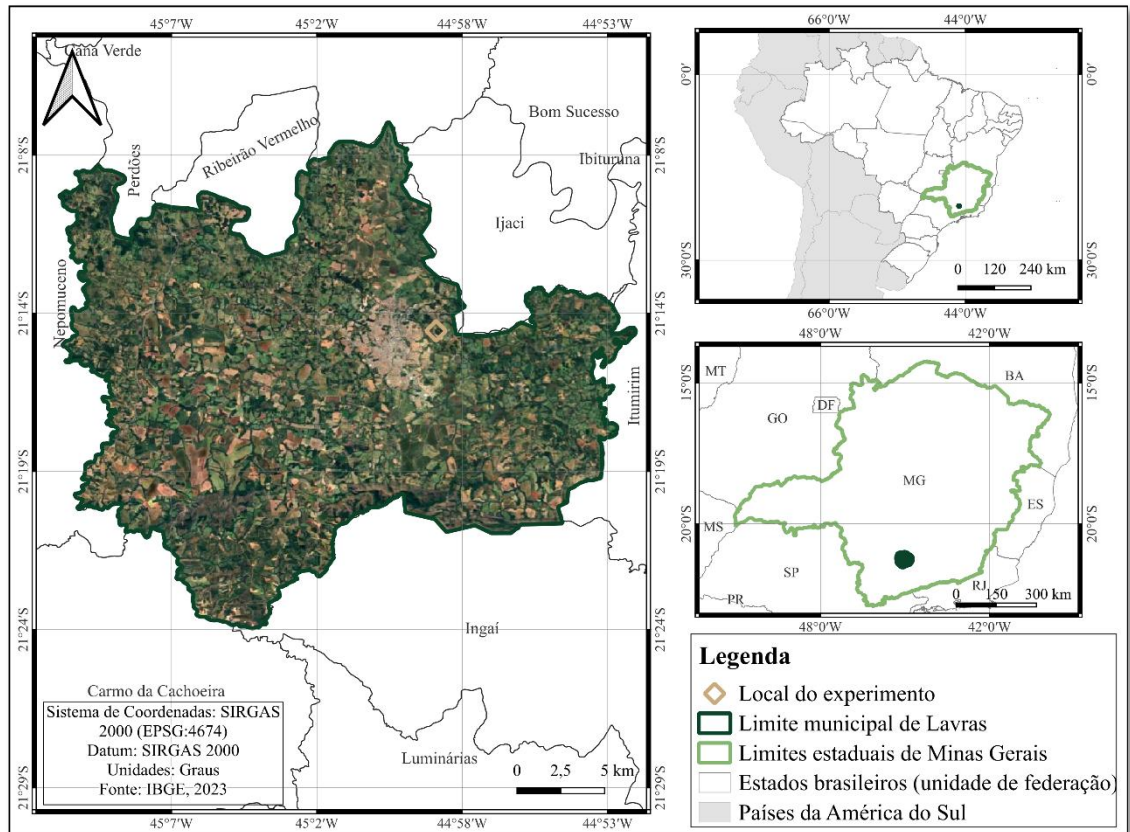 45°7'W 45°2'W 44°58'W 44°53'W
Cana Verde
Bom Sucesso
Ribeirão Vermelho
Ibituruna
Perdões
Ijaci
Nepomuceno
Itumirim
Ingaí
Carmo da Cachoeira
Luminárias
21°8'S
21°14'S
21°19'S
21°24'S
21°29'S
21°8'S
21°14'S
21°19'S
21°24'S
21°29'S
Sistema de Coordenadas: SIRGAS
2000 (EPSG:4674)
Datum: SIRGAS 2000
Unidades: Graus
Fonte: IBGE, 2023
0 2,5 5 km
45°7'W 45°2'W 44°58'W 44°53'W
66°0'W 44°0'W
0°0'
30°0'S
0°0'
30°0'S
0 120 240 km
66°0'W 44°0'W
48°0'W 42°0'W
15°0'S
20°0'S
15°0'S
20°0'S
MT
BA
GO
DF
MG
ES
MS
SP
RJ
PR
0 150 300 km
48°0'W 42°0'W
Legenda
Local do experimento
Limite municipal de Lavras
Limites estaduais de Minas Gerais
Estados brasileiros (unidade de federação)
Países da América do Sul